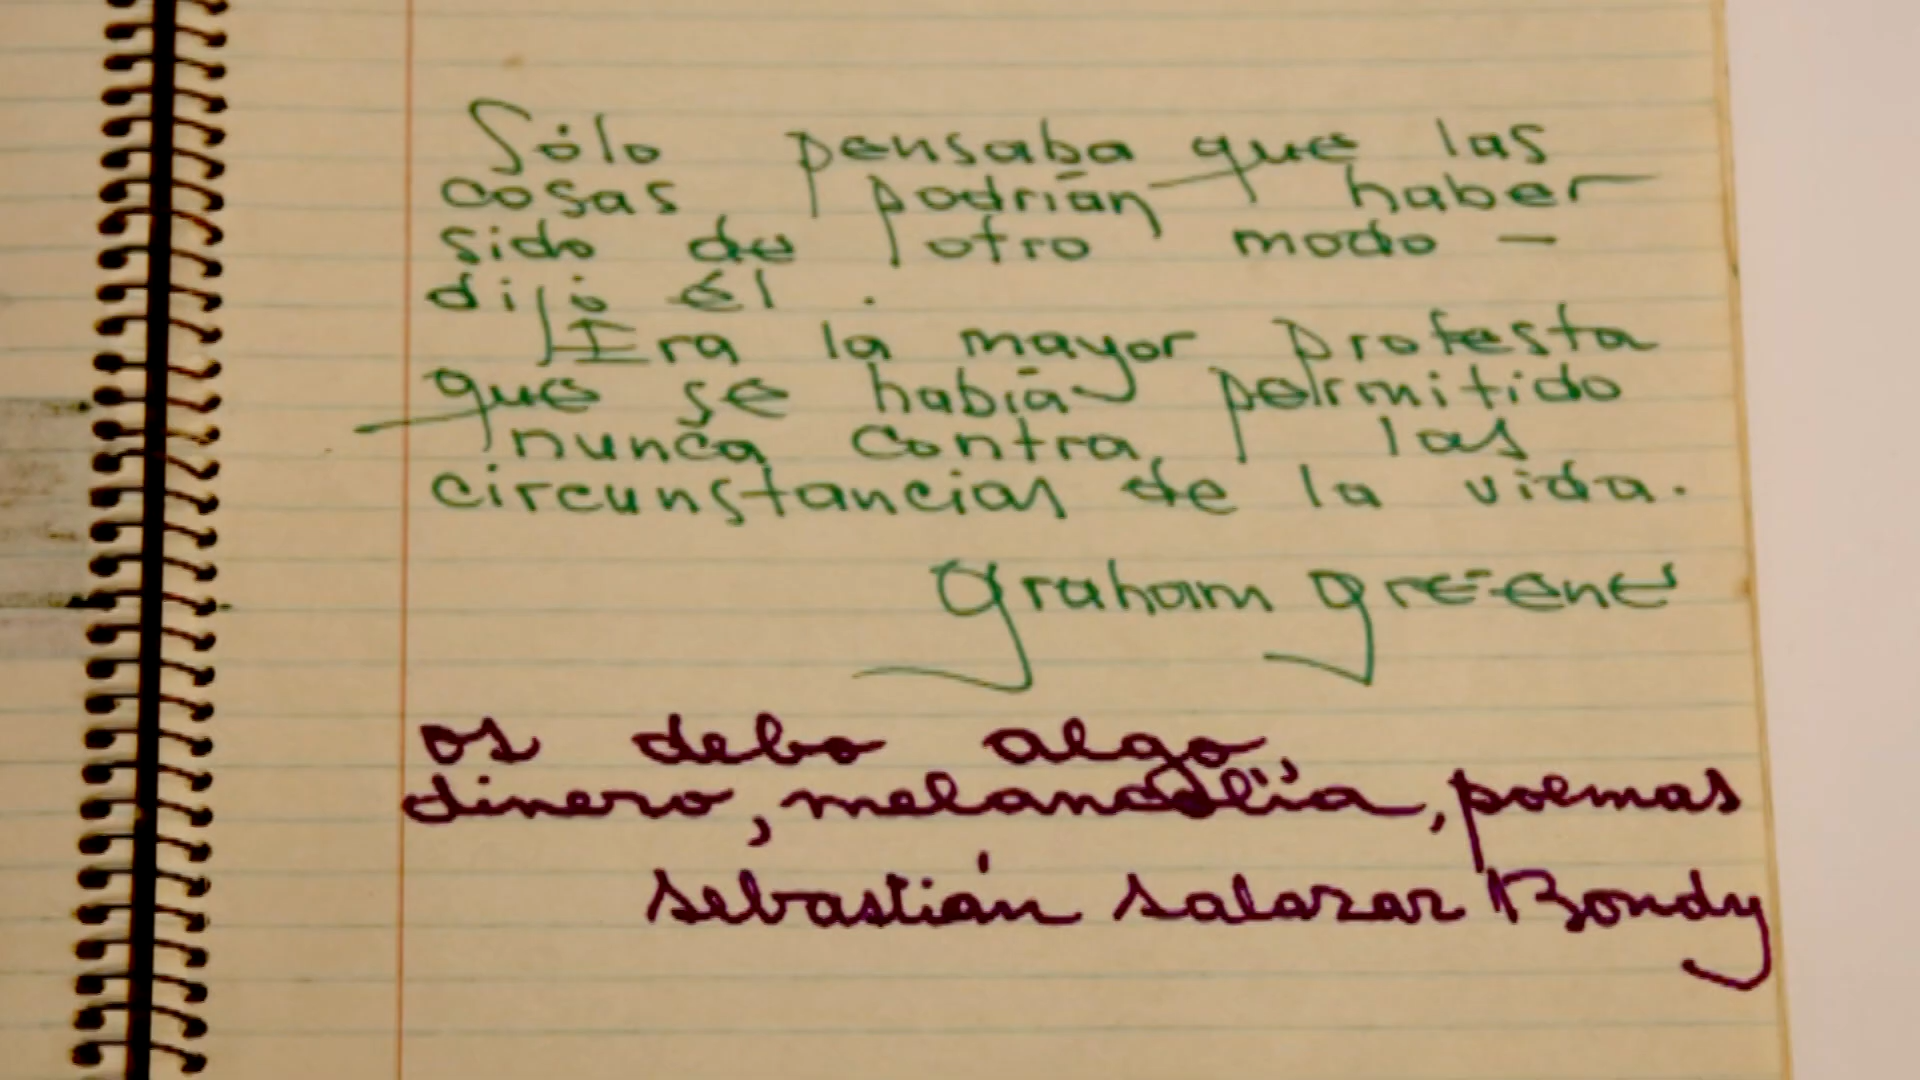 Sólo pensaba que las
cosas podrían haber
sido de otro modo —
dijo él.
Era la mayor protesta
que se había permitido
nunca contra las
circunstancias de la vida.
Graham Greene
os debo algo,
dinero, melancolía, poemas
Sebastián Salazar Bondy